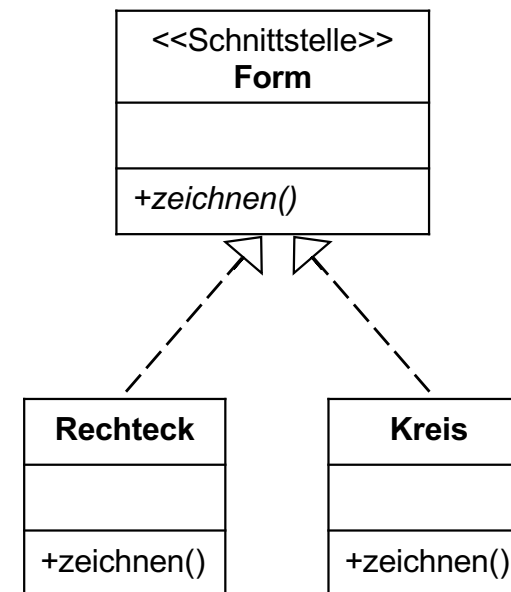 <<Schnittstelle>>
Form
+zeichnen()
Rechteck
+zeichnen()
Kreis
+zeichnen()